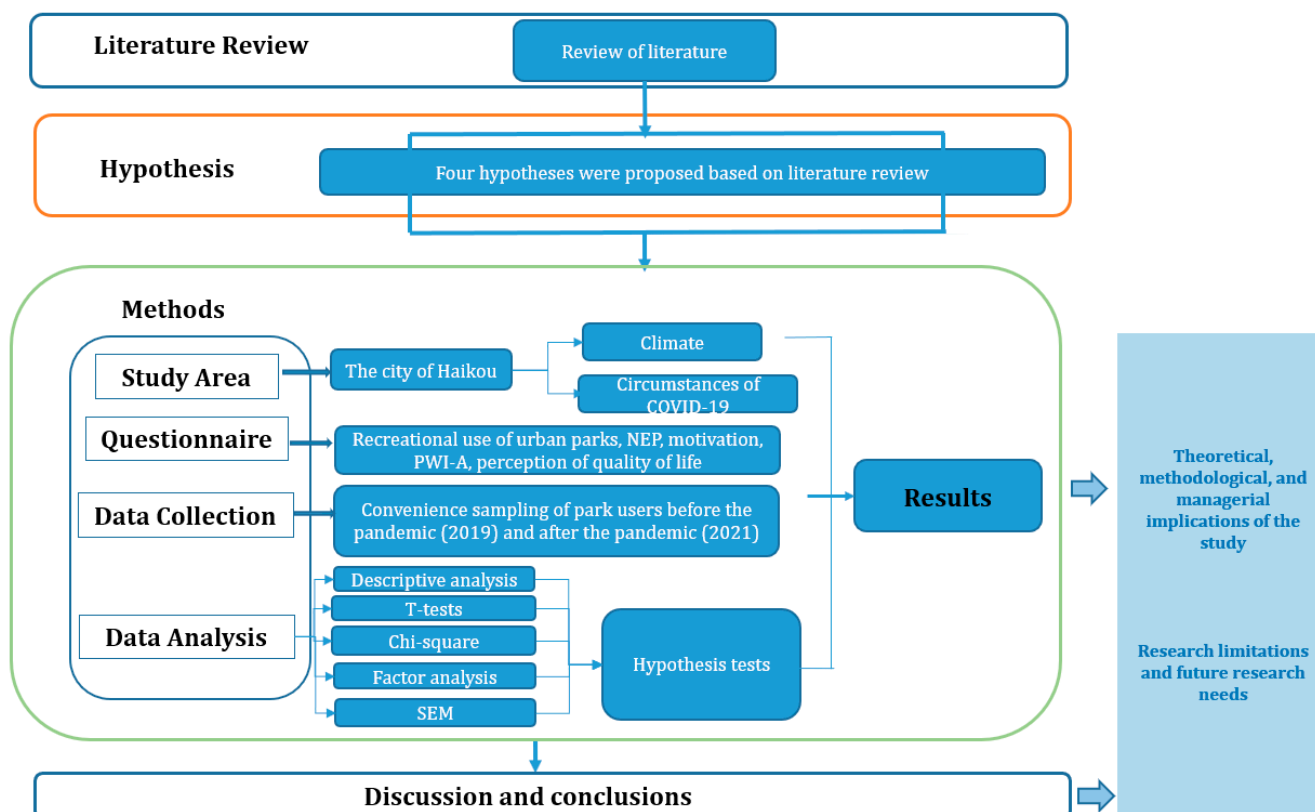 Literature Review
Review of literature
Hypothesis
Four hypotheses were proposed based on literature review
Methods
Study Area
The city of Haikou
Climate
Circumstances of
COVID-19
Questionnaire
Recreational use of urban parks, NEP, motivation,
PWI-A, perception of quality of life
Data Collection
Convenience sampling of park users before the
pandemic (2019) and after the pandemic (2021)
Data Analysis
Descriptive analysis
T-tests
Chi-square
Factor analysis
SEM
Hypothesis tests
Results
Theoretical,
methodological, and
managerial
implications of the
study
Research limitations
and future research
needs
Discussion and conclusions